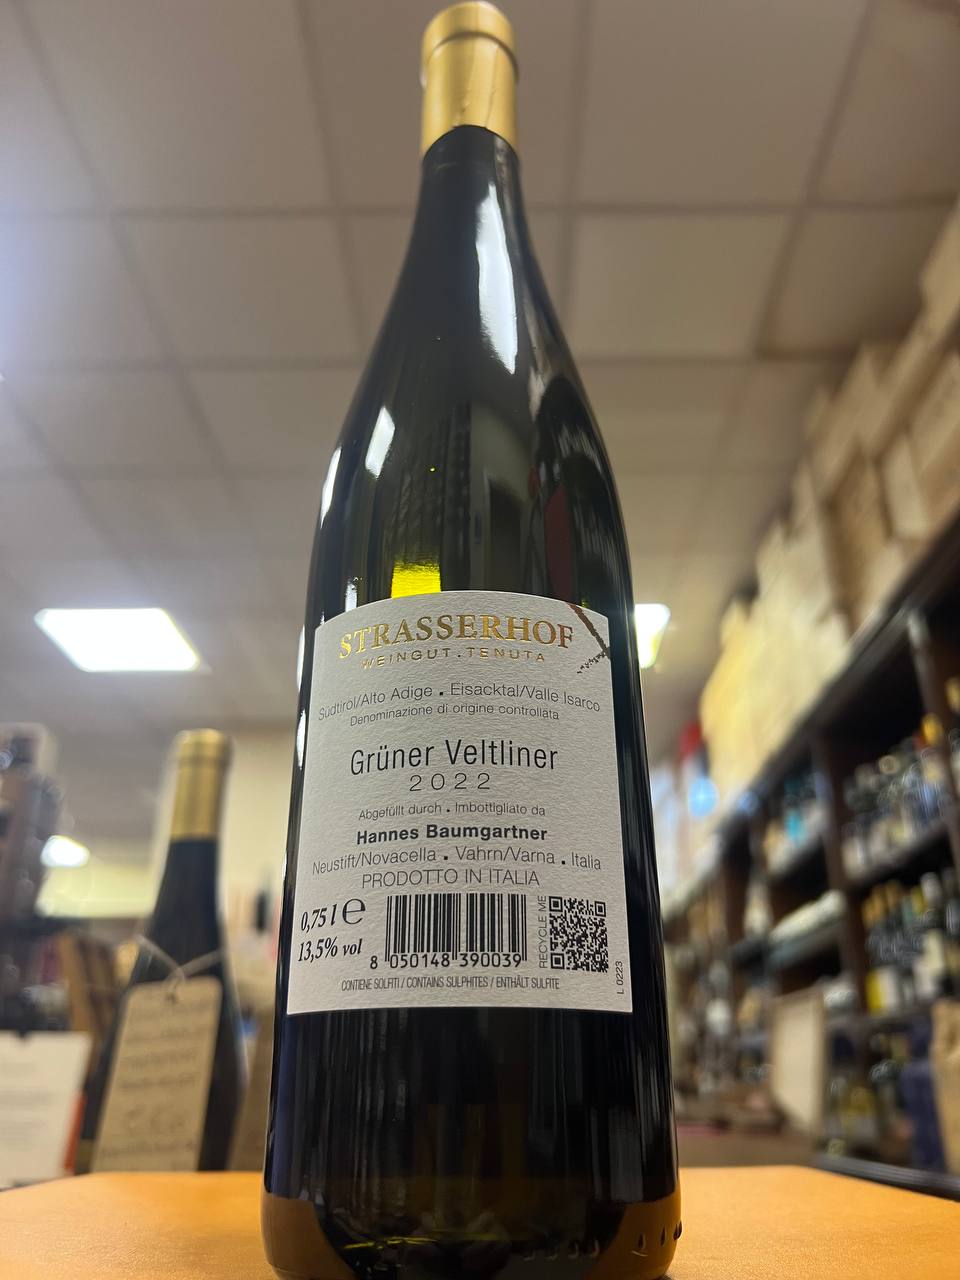 STRASSERHOF
WEINGUT . TENUTA
Südtirol/Alto Adige . Eisacktal/Valle Isarco
Denominazione di origine controllata
Grüner Veltliner
2022
Abgefüllt durch . Imbottigliato da
Hannes Baumgartner
Neustift/Novacella . Vahrn/Varna . Italia
PRODOTTO IN ITALIA
0,75 l e
13,5% vol
8 050148 390039
RECYCLE ME
L 0223
CONTIENE SOLFITI / CONTAINS SULPHITES / ENTHÄLT SULFITE